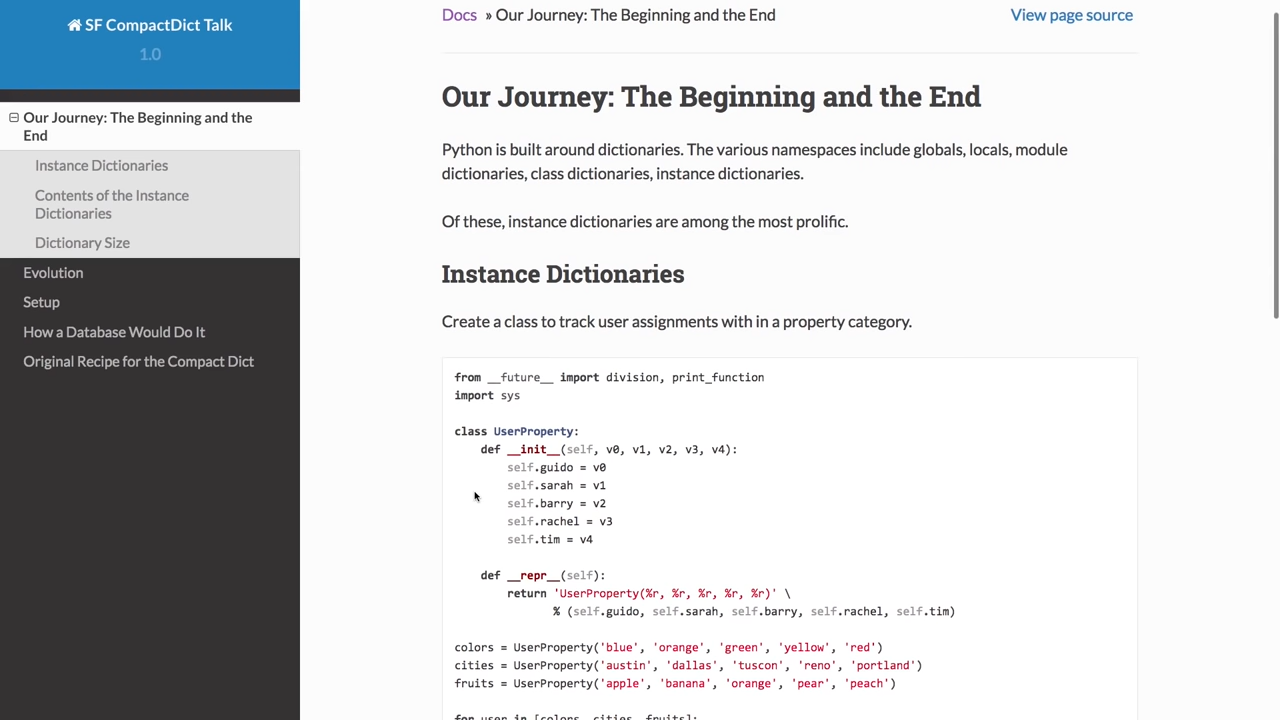 SF CompactDict Talk
1.0
Our Journey: The Beginning and the
End
Instance Dictionaries
Contents of the Instance
Dictionaries
Dictionary Size
Evolution
Setup
How a Database Would Do It
Original Recipe for the Compact Dict
Docs » Our Journey: The Beginning and the End
View page source
Our Journey: The Beginning and the End
Python is built around dictionaries. The various namespaces include globals, locals, module
dictionaries, class dictionaries, instance dictionaries.
Of these, instance dictionaries are among the most prolific.
Instance Dictionaries
Create a class to track user assignments with in a property category.
from __future__ import division, print_function
import sys
class UserProperty:
    def __init__(self, v0, v1, v2, v3, v4):
        self.guido = v0
        self.sarah = v1
        self.barry = v2
        self.rachel = v3
        self.tim = v4
    def __repr__(self):
        return 'UserProperty(%r, %r, %r, %r, %r)' \
               % (self.guido, self.sarah, self.barry, self.rachel, self.tim)
colors = UserProperty('blue', 'orange', 'green', 'yellow', 'red')
cities = UserProperty('austin', 'dallas', 'tuscon', 'reno', 'portland')
fruits = UserProperty('apple', 'banana', 'orange', 'pear', 'peach')
for user in [colors, cities, fruits]: